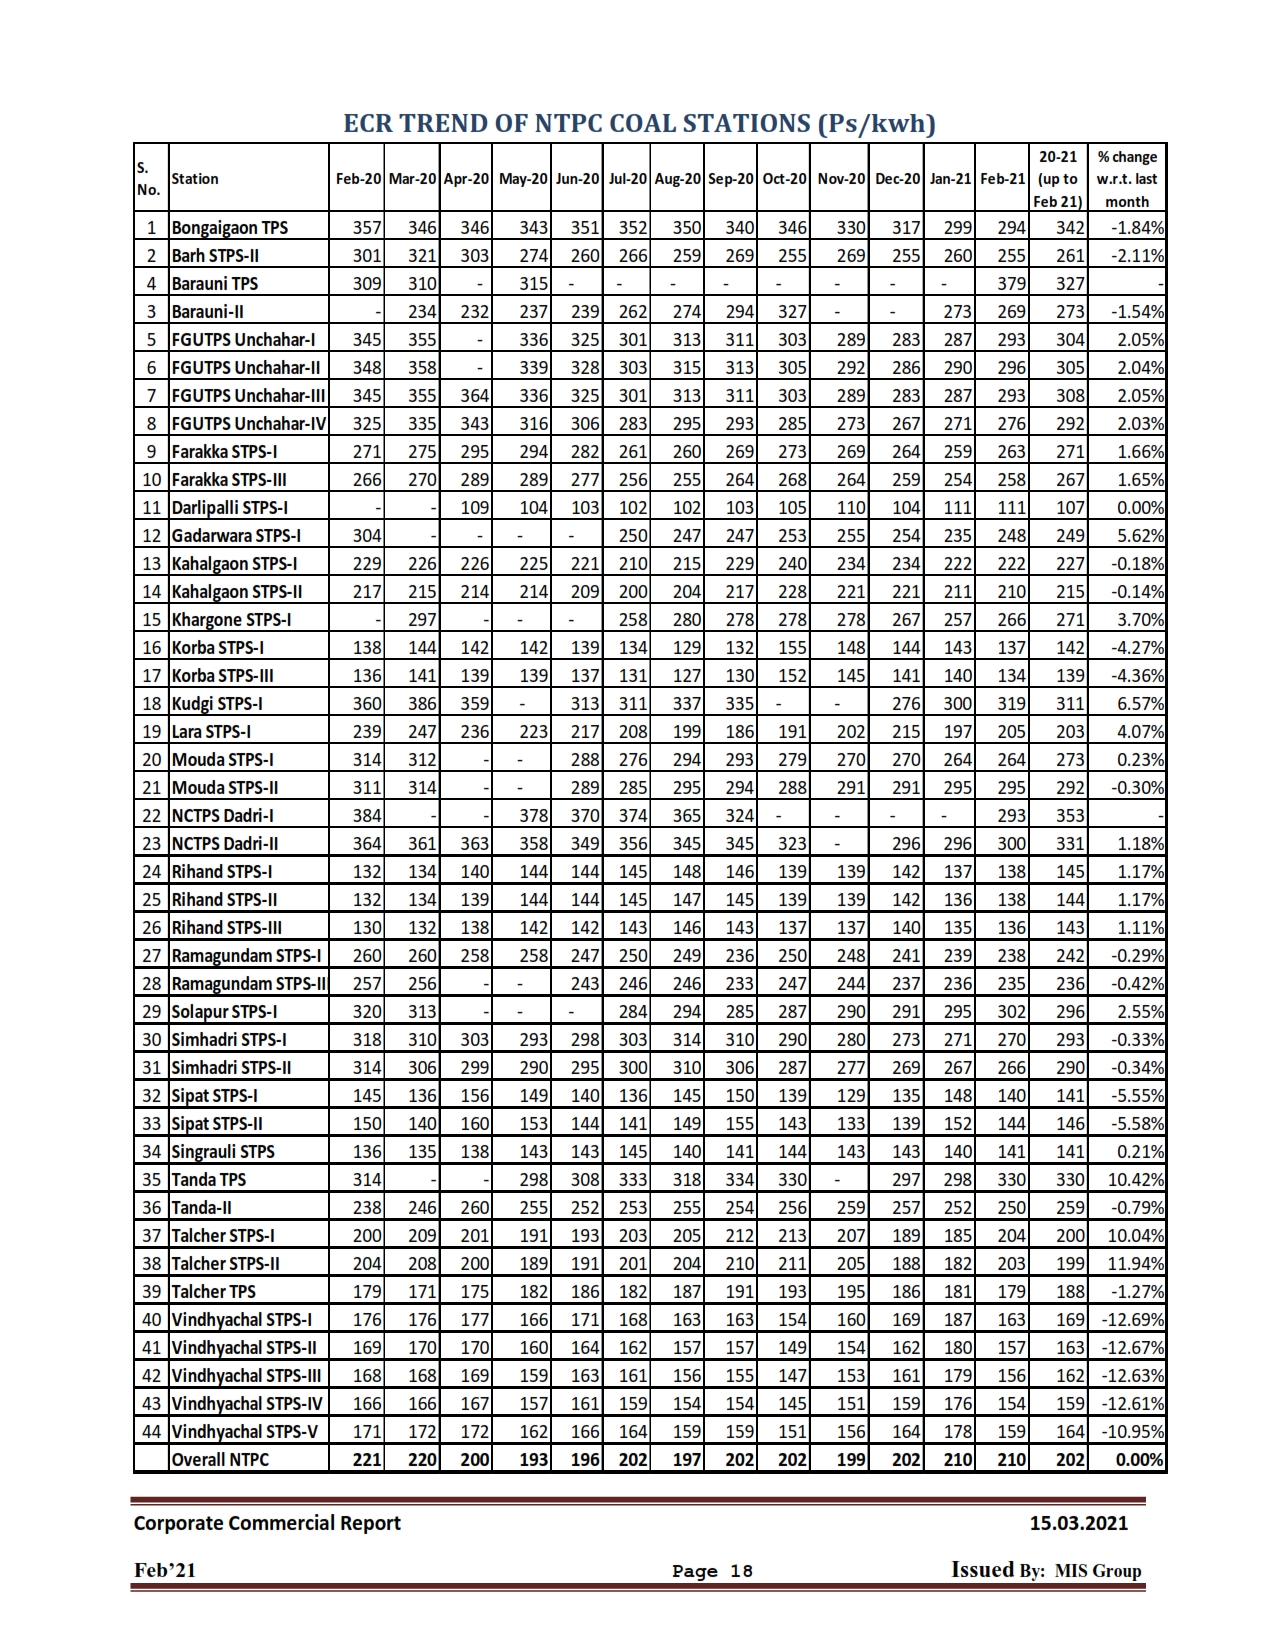 ECR TREND OF NTPC COAL STATIONS (Ps/kwh)
S. No. Station Feb-20 Mar-20 Apr-20 May-20 Jun-20 Jul-20 Aug-20 Sep-20 Oct-20 Nov-20 Dec-20 Jan-21 Feb-21 20-21 (up to Feb 21) % change w.r.t. last month
1 Bongaigaon TPS 357 346 346 343 351 352 350 340 346 330 317 299 294 342 -1.84%
2 Barh STPS-II 301 321 303 274 260 266 259 269 255 269 255 260 255 261 -2.11%
4 Barauni TPS 309 310 - 315 - - - - - - - - 379 327 -
3 Barauni-II - 234 232 237 239 262 274 294 327 - - 273 269 273 -1.54%
5 FGUTPS Unchahar-I 345 355 - 336 325 301 313 311 303 289 283 287 293 304 2.05%
6 FGUTPS Unchahar-II 348 358 - 339 328 303 315 313 305 292 286 290 296 305 2.04%
7 FGUTPS Unchahar-III 345 355 364 336 325 301 313 311 303 289 283 287 293 308 2.05%
8 FGUTPS Unchahar-IV 325 335 343 316 306 283 295 293 285 273 267 271 276 292 2.03%
9 Farakka STPS-I 271 275 295 294 282 261 260 269 273 269 264 259 263 271 1.66%
10 Farakka STPS-III 266 270 289 289 277 256 255 264 268 264 259 254 258 267 1.65%
11 Darlipalli STPS-I - - 109 104 103 102 102 103 105 110 104 111 111 107 0.00%
12 Gadarwara STPS-I 304 - - - - 250 247 247 253 255 254 235 248 249 5.62%
13 Kahalgaon STPS-I 229 226 226 225 221 210 215 229 240 234 234 222 222 227 -0.18%
14 Kahalgaon STPS-II 217 215 214 214 209 200 204 217 228 221 221 211 210 215 -0.14%
15 Khargone STPS-I - 297 - - - 258 280 278 278 278 267 257 266 271 3.70%
16 Korba STPS-I 138 144 142 142 139 134 129 132 155 148 144 143 137 142 -4.27%
17 Korba STPS-III 136 141 139 139 137 131 127 130 152 145 141 140 134 139 -4.36%
18 Kudgi STPS-I 360 386 359 - 313 311 337 335 - - 276 300 319 311 6.57%
19 Lara STPS-I 239 247 236 223 217 208 199 186 191 202 215 197 205 203 4.07%
20 Mouda STPS-I 314 312 - - 288 276 294 293 279 270 270 264 264 273 0.23%
21 Mouda STPS-II 311 314 - - 289 285 295 294 288 291 291 295 295 292 -0.30%
22 NCTPS Dadri-I 384 - - 378 370 374 365 324 - - - - 293 353 -
23 NCTPS Dadri-II 364 361 363 358 349 356 345 345 323 - 296 296 300 331 1.18%
24 Rihand STPS-I 132 134 140 144 144 145 148 146 139 139 142 137 138 145 1.17%
25 Rihand STPS-II 132 134 139 144 144 145 147 145 139 139 142 136 138 144 1.17%
26 Rihand STPS-III 130 132 138 142 142 143 146 143 137 137 140 135 136 143 1.11%
27 Ramagundam STPS-I 260 260 258 258 247 250 249 236 250 248 241 239 238 242 -0.29%
28 Ramagundam STPS-III 257 256 - - 243 246 246 233 247 244 237 236 235 236 -0.42%
29 Solapur STPS-I 320 313 - - - 284 294 285 287 290 291 295 302 296 2.55%
30 Simhadri STPS-I 318 310 303 293 298 303 314 310 290 280 273 271 270 293 -0.33%
31 Simhadri STPS-II 314 306 299 290 295 300 310 306 287 277 269 267 266 290 -0.34%
32 Sipat STPS-I 145 136 156 149 140 136 145 150 139 129 135 148 140 141 -5.55%
33 Sipat STPS-II 150 140 160 153 144 141 149 155 143 133 139 152 144 146 -5.58%
34 Singrauli STPS 136 135 138 143 143 145 140 141 144 143 143 140 141 141 0.21%
35 Tanda TPS 314 - - 298 308 333 318 334 330 - 297 298 330 330 10.42%
36 Tanda-II 238 246 260 255 252 253 255 254 256 259 257 252 250 259 -0.79%
37 Talcher STPS-I 200 209 201 191 193 203 205 212 213 207 189 185 204 200 10.04%
38 Talcher STPS-II 204 208 200 189 191 201 204 210 211 205 188 182 203 199 11.94%
39 Talcher TPS 179 171 175 182 186 182 187 191 193 195 186 181 179 188 -1.27%
40 Vindhyachal STPS-I 176 176 177 166 171 168 163 163 154 160 169 187 163 169 -12.69%
41 Vindhyachal STPS-II 169 170 170 160 164 162 157 157 149 154 162 180 157 163 -12.67%
42 Vindhyachal STPS-III 168 168 169 159 163 161 156 155 147 153 161 179 156 162 -12.63%
43 Vindhyachal STPS-IV 166 166 167 157 161 159 154 154 145 151 159 176 154 159 -12.61%
44 Vindhyachal STPS-V 171 172 172 162 166 164 159 159 151 156 164 178 159 164 -10.95%
Overall NTPC 221 220 200 193 196 202 197 202 202 199 202 210 210 202 0.00%
Corporate Commercial Report 15.03.2021
Feb’21 Page 18 Issued By: MIS Group